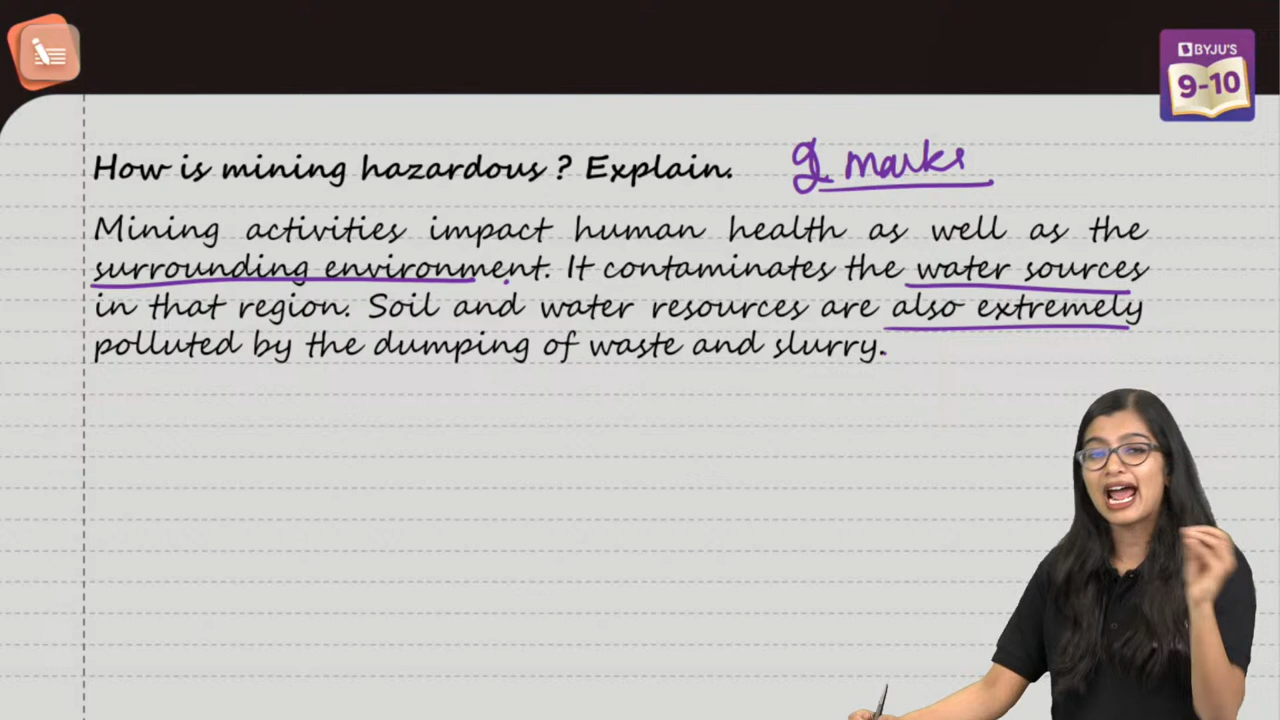 BYJU'S
9-10
How is mining hazardous ? Explain. 2 marks
Mining activities impact human health as well as the
surrounding environment. It contaminates the water sources
in that region. Soil and water resources are also extremely
polluted by the dumping of waste and slurry.